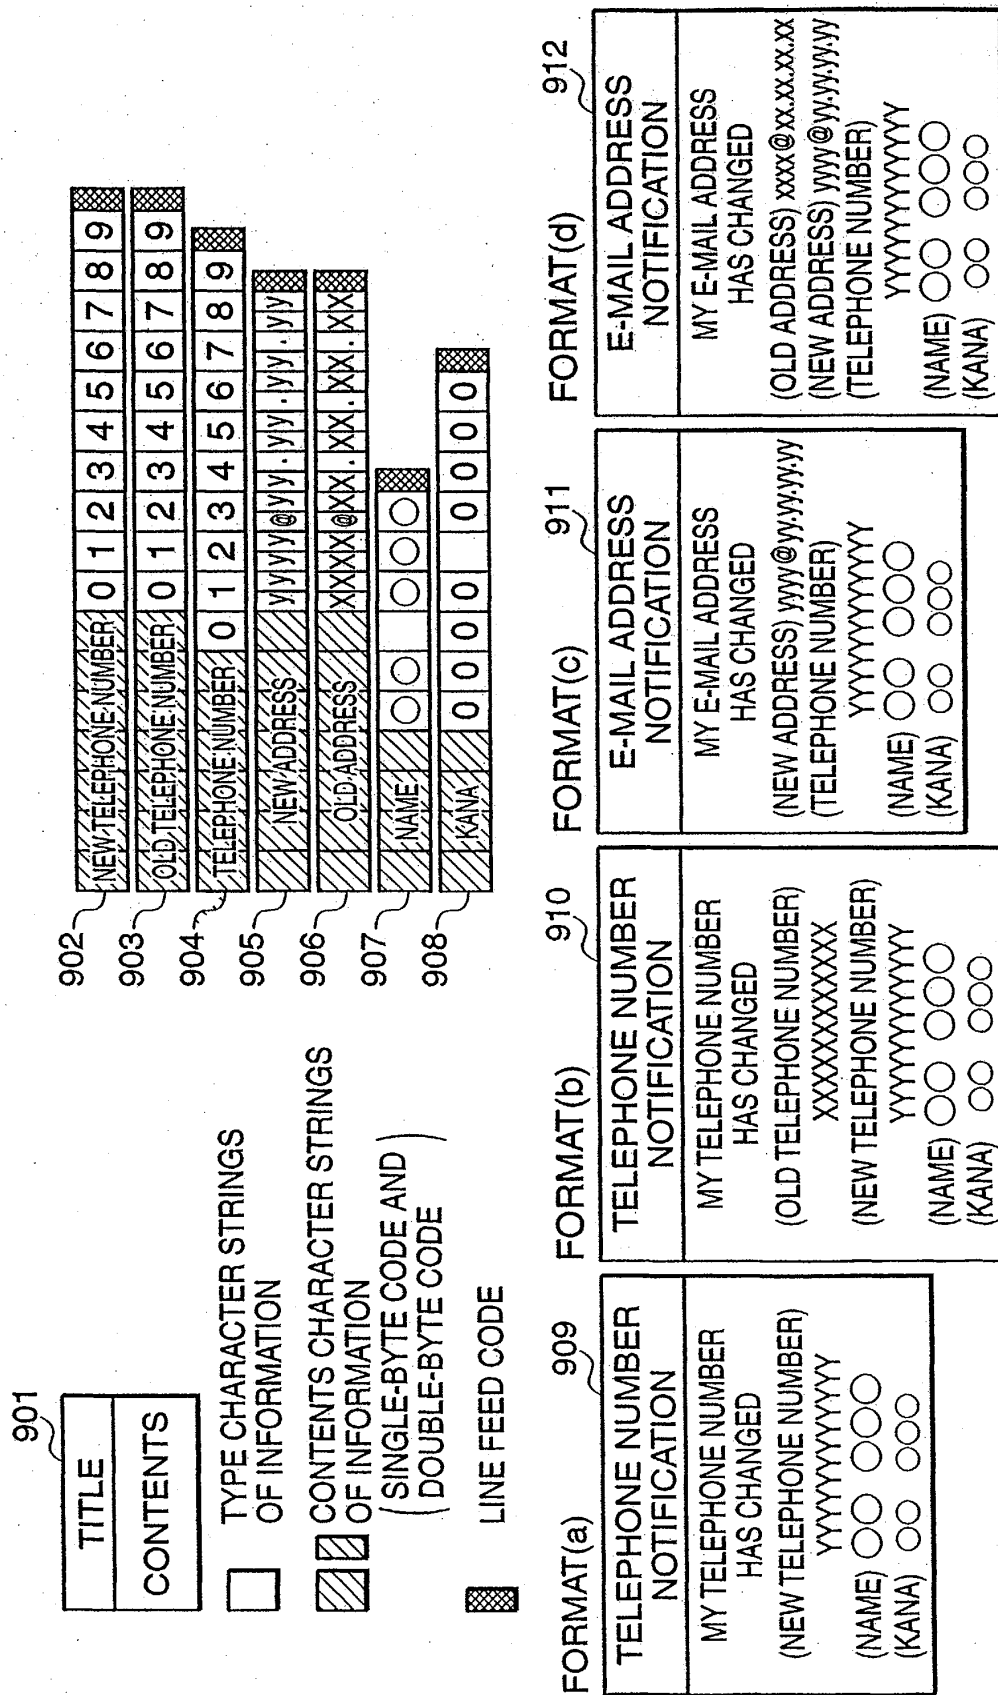 901
TITLE
CONTENTS
TYPE CHARACTER STRINGS
OF INFORMATION
CONTENTS CHARACTER STRINGS
OF INFORMATION
(SINGLE-BYTE CODE AND
DOUBLE-BYTE CODE)
LINE FEED CODE
902 NEW TELEPHONE NUMBER 0 1 2 3 4 5 6 7 8 9
903 OLD TELEPHONE NUMBER 0 1 2 3 4 5 6 7 8 9
904 TELEPHONE NUMBER 0 1 2 3 4 5 6 7 8 9
905 NEW ADDRESS yyyy@yy.yy.yy.yy
906 OLD ADDRESS xxxx@xx.xx.xx.xx
907 NAME ○○ ○○○
908 KANA 0 0 0 0 0 0 0 0
FORMAT(a)
909
TELEPHONE NUMBER
NOTIFICATION
MY TELEPHONE NUMBER
HAS CHANGED
(NEW TELEPHONE NUMBER)
YYYYYYYYYY
(NAME) ○○ ○○○
(KANA) ○○ ○○○
FORMAT(b)
910
TELEPHONE NUMBER
NOTIFICATION
MY TELEPHONE NUMBER
HAS CHANGED
(OLD TELEPHONE NUMBER)
XXXXXXXXXX
(NEW TELEPHONE NUMBER)
YYYYYYYYYY
(NAME) ○○ ○○○
(KANA) ○○ ○○○
FORMAT(c)
911
E-MAIL ADDRESS
NOTIFICATION
MY E-MAIL ADDRESS
HAS CHANGED
(NEW ADDRESS) yyyy@yy.yy.yy.yy
(TELEPHONE NUMBER)
YYYYYYYYYY
(NAME) ○○ ○○○
(KANA) ○○ ○○○
FORMAT(d)
912
E-MAIL ADDRESS
NOTIFICATION
MY E-MAIL ADDRESS
HAS CHANGED
(OLD ADDRESS) xxxx@xx.xx.xx.xx
(NEW ADDRESS) yyyy@yy.yy.yy.yy
(TELEPHONE NUMBER)
YYYYYYYYYY
(NAME) ○○ ○○○
(KANA) ○○ ○○○